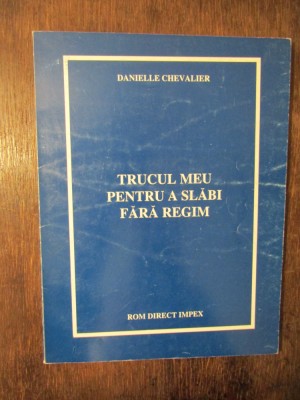 DANIELLE CHEVALIER
TRUCUL MEU
PENTRU A SLĂBI
FĂRĂ REGIM
ROM DIRECT IMPEX